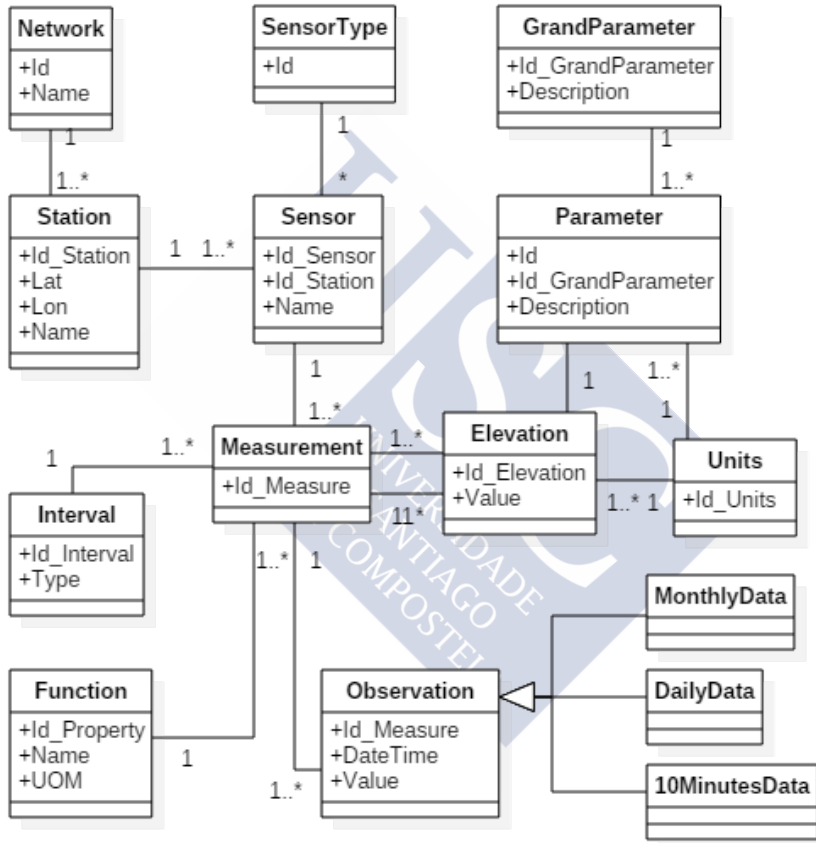 Network
+Id
+Name
SensorType
+Id
GrandParameter
+Id_GrandParameter
+Description
1
1..*
1
*
1
1..*
Station
+Id_Station
+Lat
+Lon
+Name
1 1..*
Sensor
+Id_Sensor
+Id_Station
+Name
Parameter
+Id
+Id_GrandParameter
+Description
1
1..*
1
1..*
1
Measurement
+Id_Measure
1..*
11*
Elevation
+Id_Elevation
+Value
1..* 1
Units
+Id_Units
1
1..*
Interval
+Id_Interval
+Type
1..*
1
Function
+Id_Property
+Name
+UOM
1
1..*
Observation
+Id_Measure
+DateTime
+Value
MonthlyData
DailyData
10MinutesData
USC